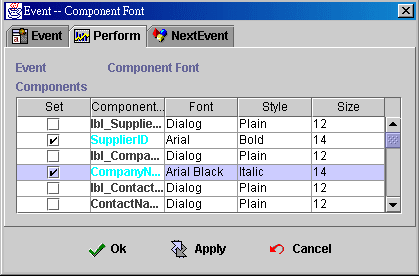 Event -- Component Font
Event Perform NextEvent
Event Component Font
Components
Set Component... Font Style Size
lbl_Supplie... Dialog Plain 12
SupplierID Arial Bold 14
lbl_Compa... Dialog Plain 12
CompanyN... Arial Black Italic 14
lbl_Contact... Dialog Plain 12
ContactNa... Dialog Plain 12
Ok Apply Cancel